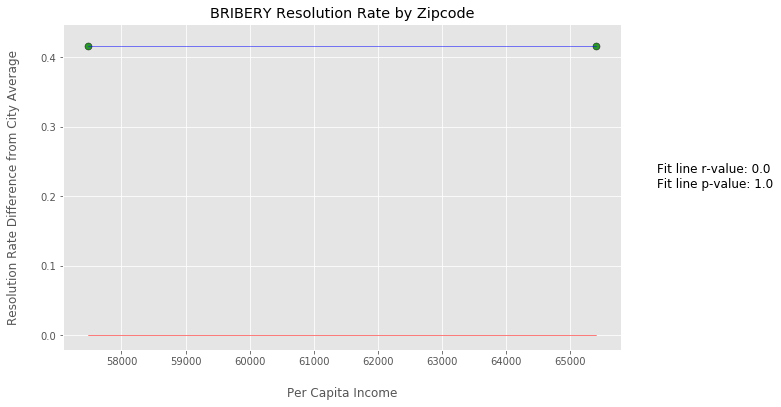 BRIBERY Resolution Rate by Zipcode
Resolution Rate Difference from City Average
0.4
0.3
0.2
0.1
0.0
58000 59000 60000 61000 62000 63000 64000 65000
Per Capita Income
Fit line r-value: 0.0
Fit line p-value: 1.0